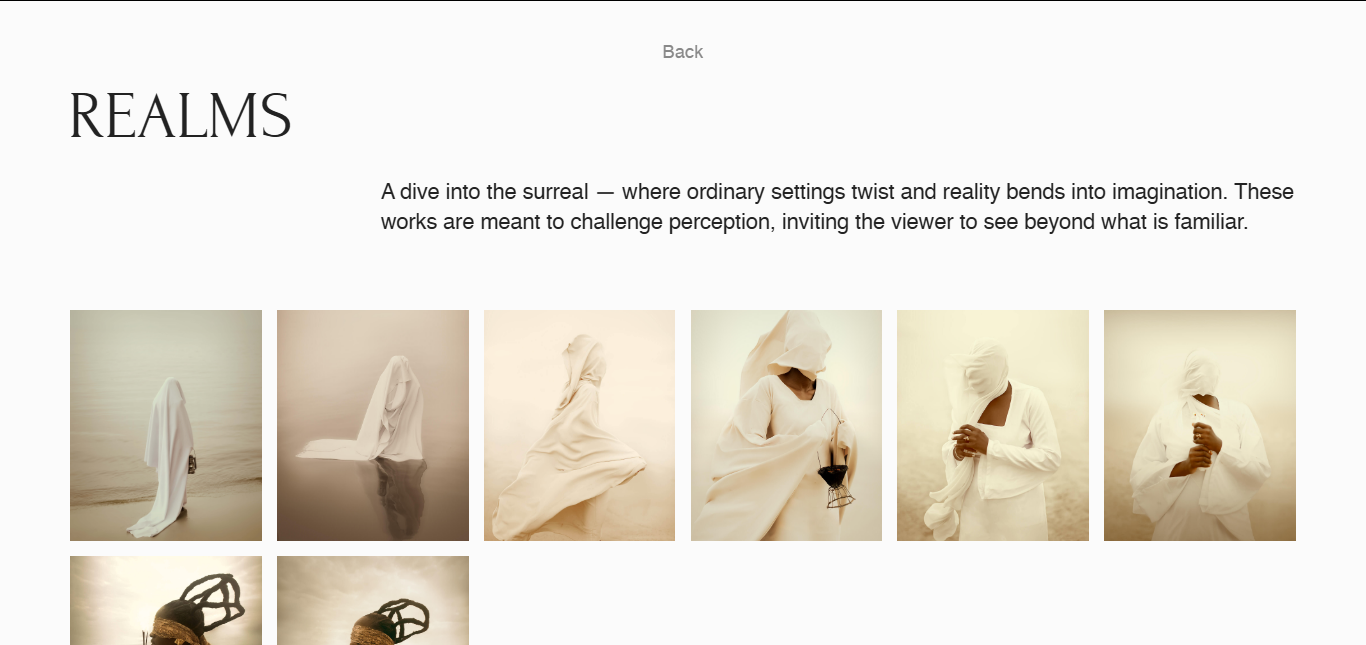 Back
REALMS
A dive into the surreal — where ordinary settings twist and reality bends into imagination. These
works are meant to challenge perception, inviting the viewer to see beyond what is familiar.